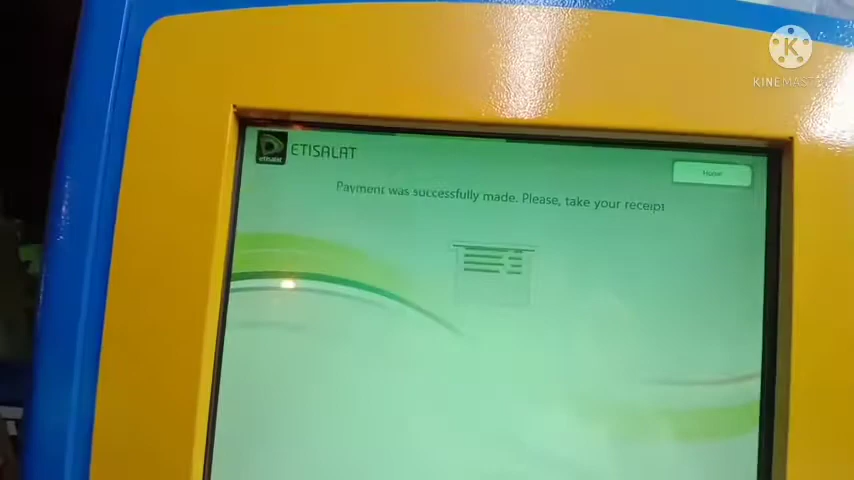 KINEMASTER
etisalat
ETISALAT
Home
Payment was successfully made. Please, take your receipt